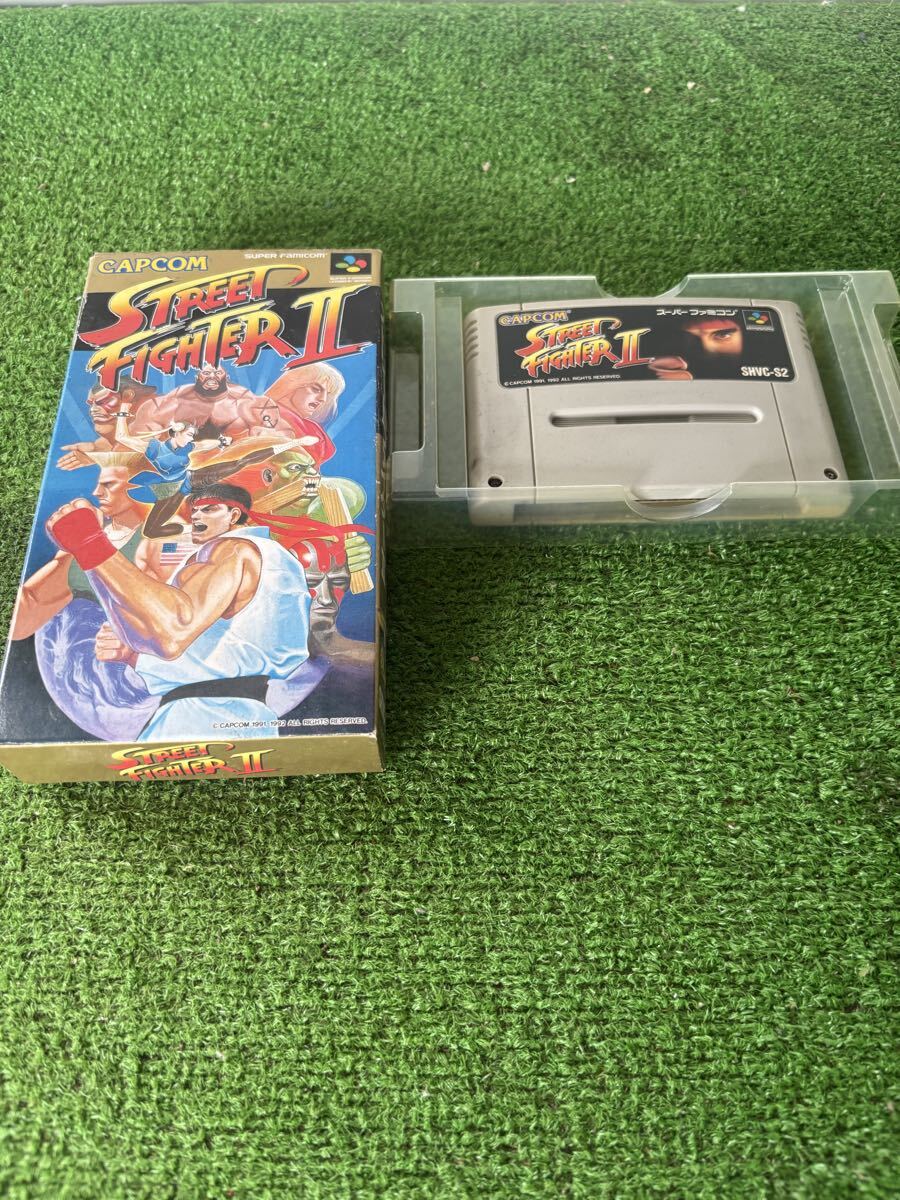 CAPCOM
SUPER FAMICOM
STREET
FIGHTER II
© CAPCOM 1991, 1992 ALL RIGHTS RESERVED.
STREET
FIGHTER II
CAPCOM
スーパーファミコン
STREET
FIGHTER II
SHVC-S2
© CAPCOM 1991, 1992 ALL RIGHTS RESERVED.